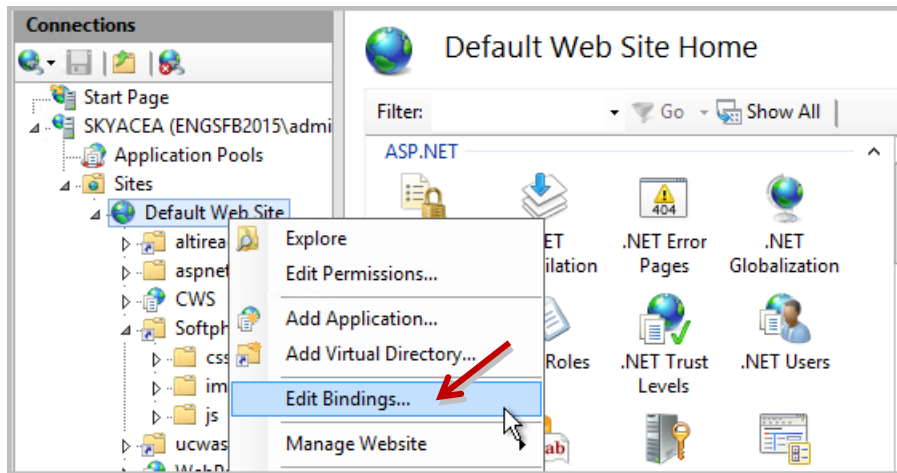 Connections
Start Page
SKYACEA (ENGSFB2015\admi
Application Pools
Sites
Default Web Site
altirea
aspnet
CWS
Softph
css
im
js
ucwas
Explore
Edit Permissions...
Add Application...
Add Virtual Directory...
Edit Bindings...
Manage Website
Default Web Site Home
Filter:
Go
Show All
ASP.NET
404
ET
ilation
.NET Error
Pages
.NET
Globalization
Roles
.NET Trust
Levels
.NET Users
ab